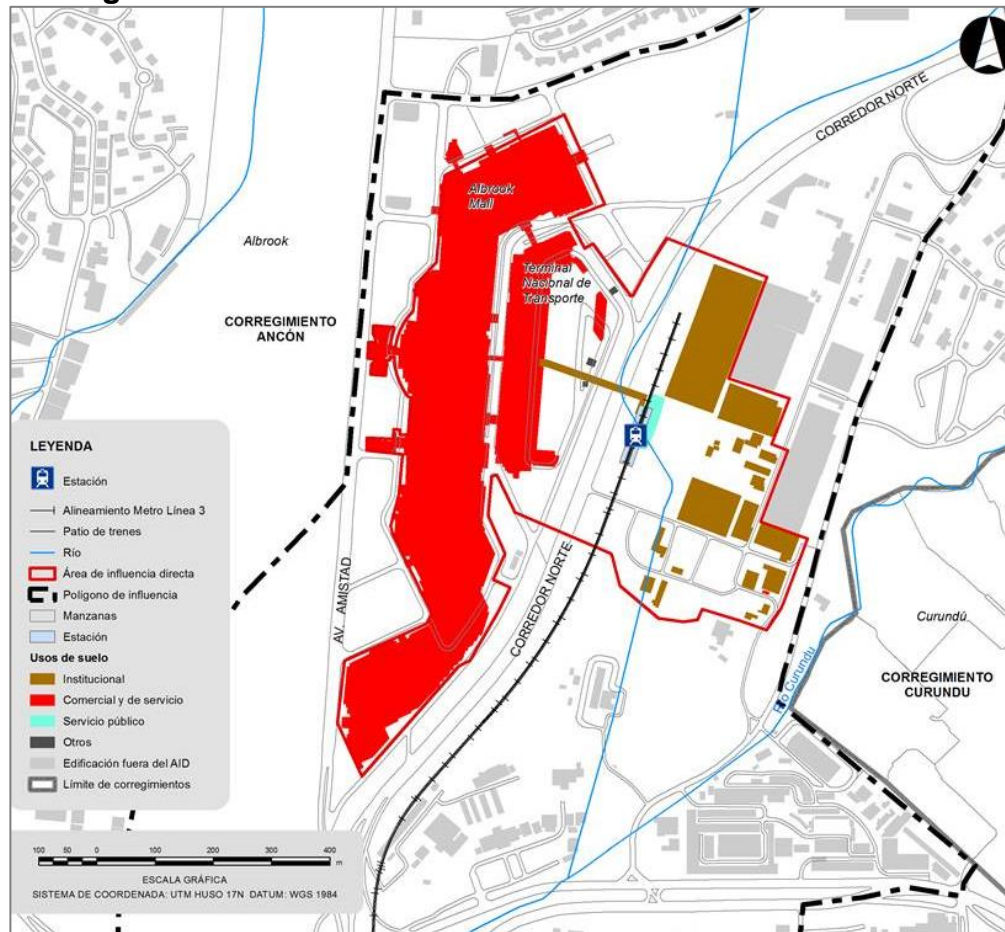 CORREDOR NORTE
Albrook
Mall
Albrook
Terminal
Nacional de
Transporte
CORREGIMIENTO
ANCÓN
LEYENDA
Estación
Alineamiento Metro Línea 3
Patio de trenes
Río
Área de influencia directa
Polígono de influencia
Manzanas
Estación
Usos de suelo
Institucional
Comercial y de servicio
Servicio público
Otros
Edificación fuera del AID
Límite de corregimientos
AV. AMISTAD
CORREDOR NORTE
Curundú
CORREGIMIENTO
CURUNDU
Río Curundu
100 50 0 100 200 300 400
m
ESCALA GRÁFICA
SISTEMA DE COORDENADA: UTM HUSO 17N DATUM: WGS 1984